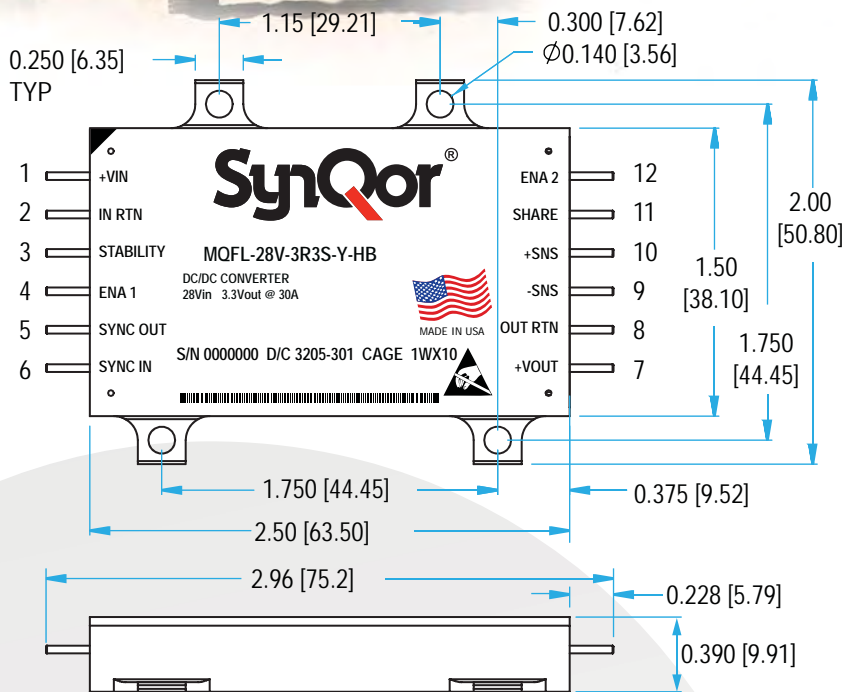 1.15 [29.21]
0.300 [7.62]
0.250 [6.35]
TYP
Ø0.140 [3.56]
SynQor®
1 +VIN
2 IN RTN
3 STABILITY
4 ENA 1
5 SYNC OUT
6 SYNC IN
ENA 2 12
SHARE 11
+SNS 10
-SNS 9
OUT RTN 8
+VOUT 7
MQFL-28V-3R3S-Y-HB
DC/DC CONVERTER
28Vin 3.3Vout @ 30A
MADE IN USA
S/N 0000000 D/C 3205-301 CAGE 1WX10
2.00
[50.80]
1.50
[38.10]
1.750
[44.45]
1.750 [44.45]
0.375 [9.52]
2.50 [63.50]
2.96 [75.2]
0.228 [5.79]
0.390 [9.91]